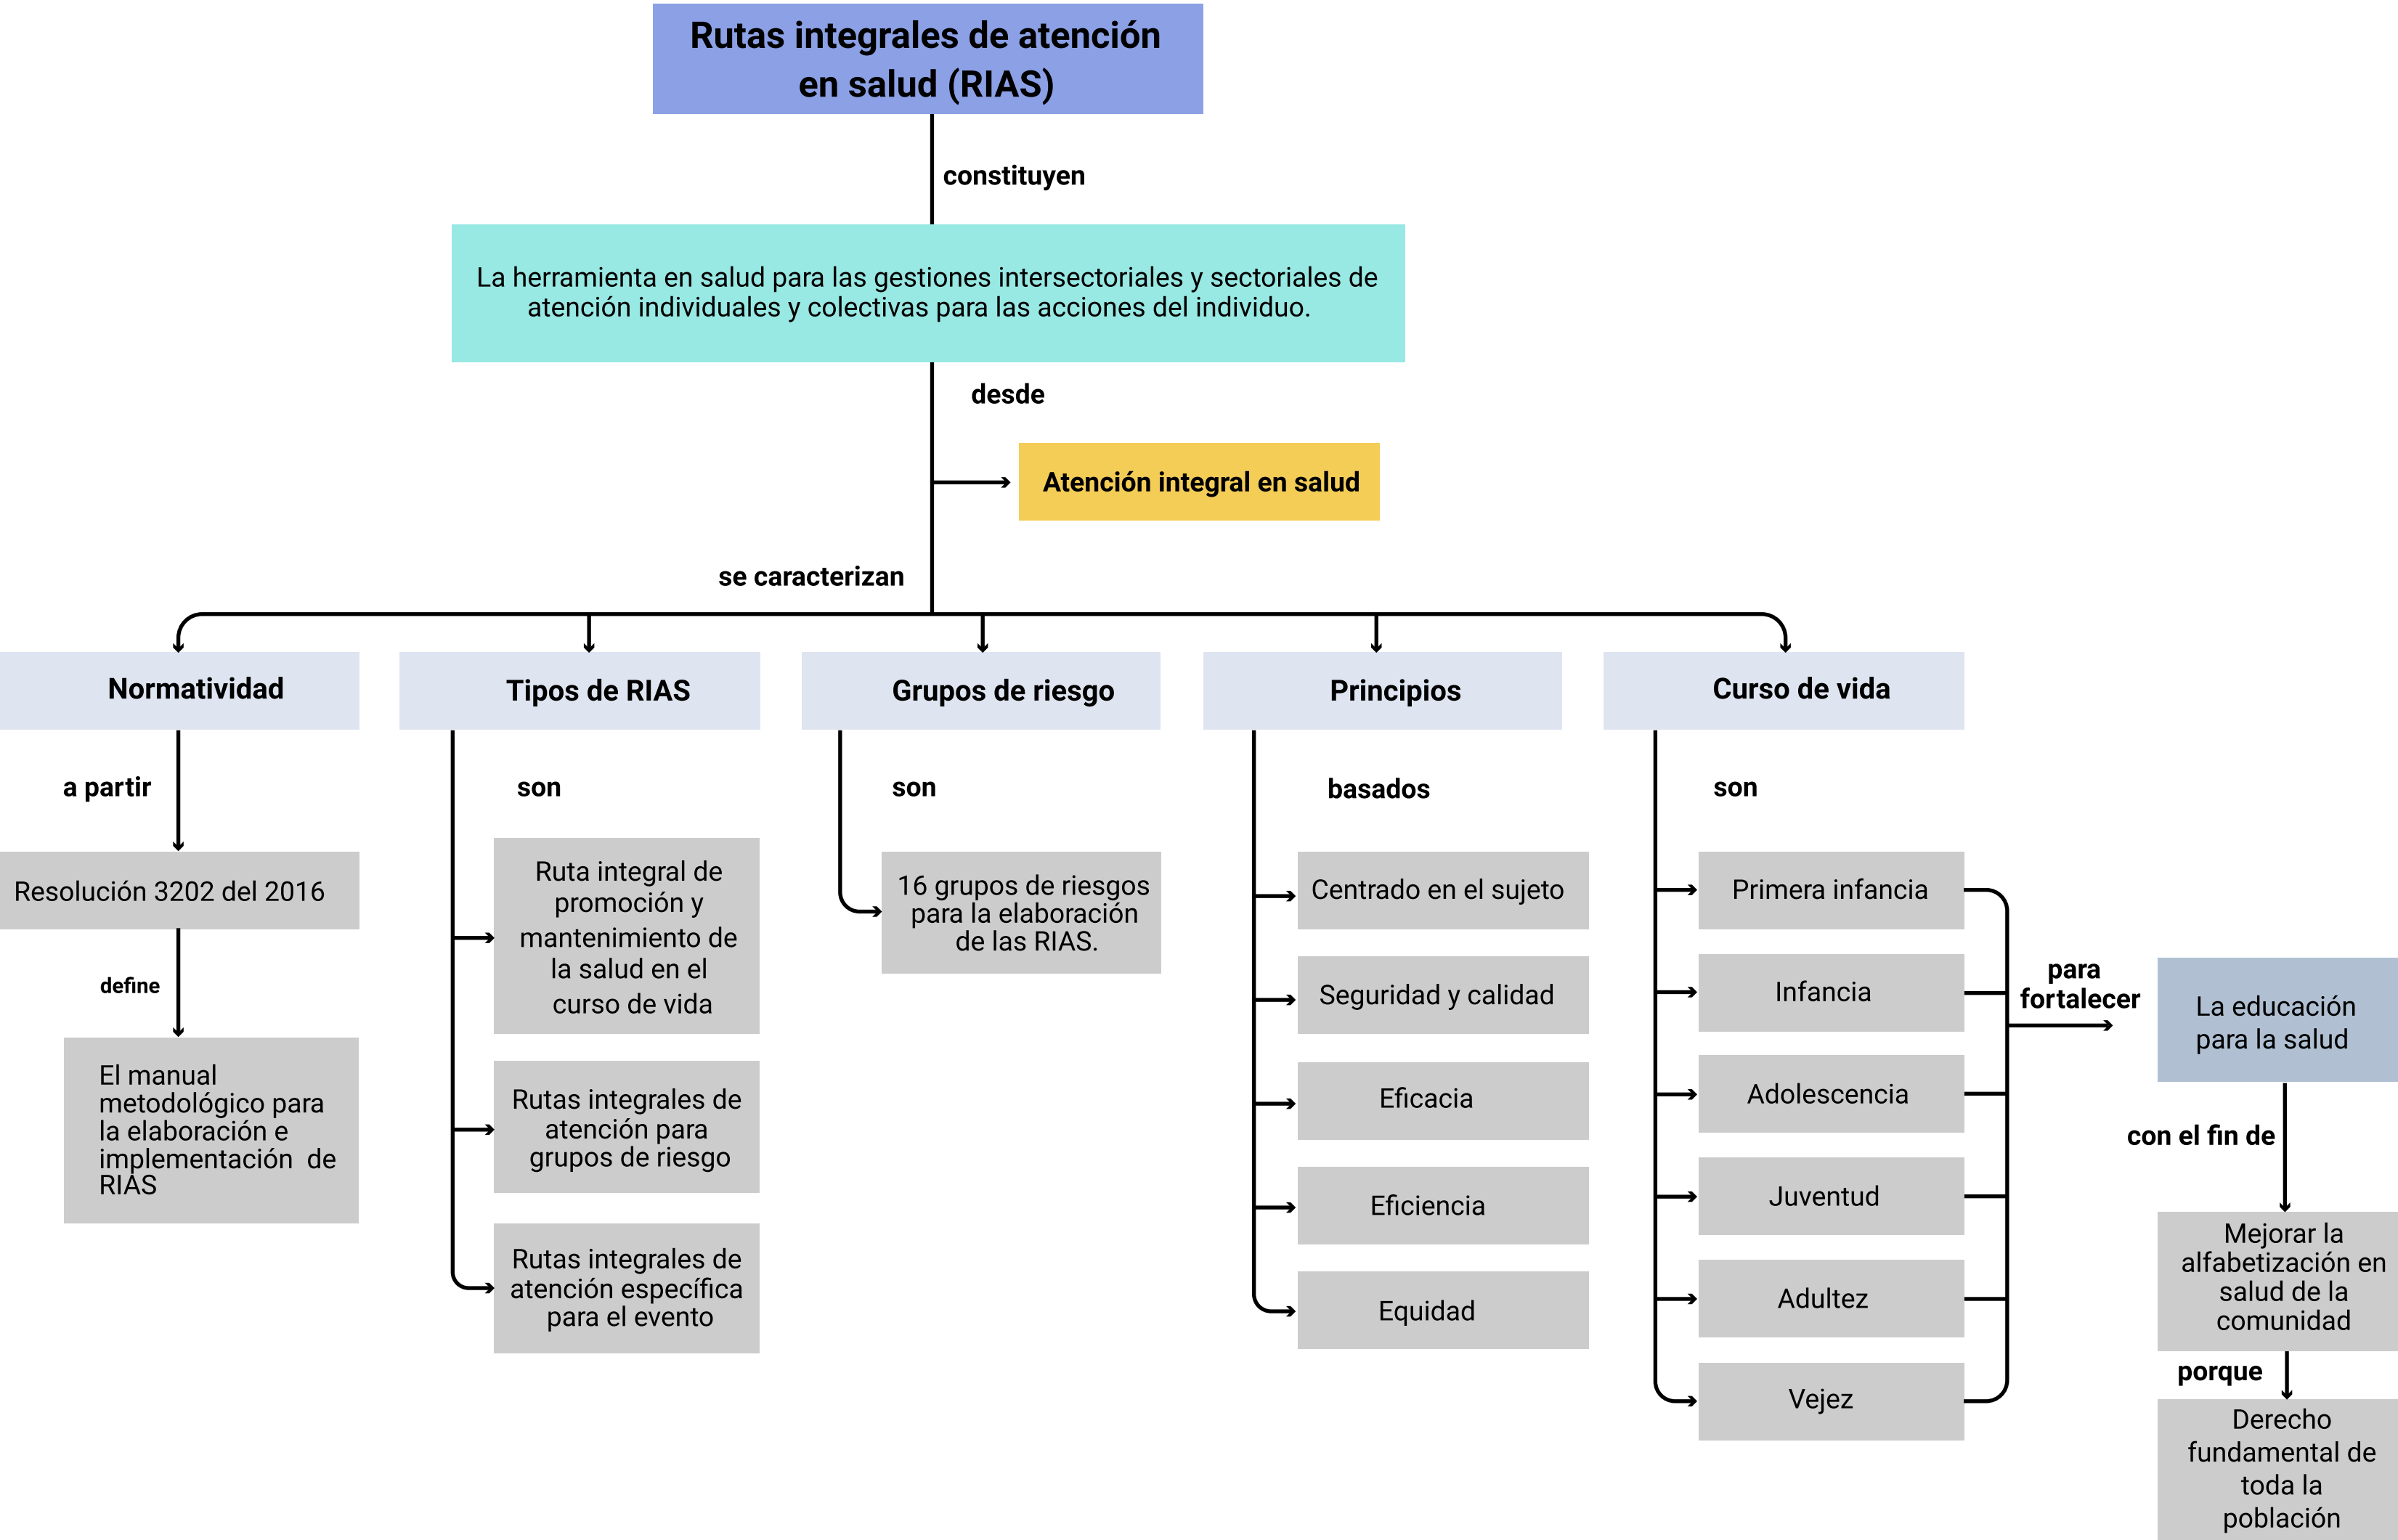 Rutas integrales de atención
en salud (RIAS)
constituyen
La herramienta en salud para las gestiones intersectoriales y sectoriales de
atención individuales y colectivas para las acciones del individuo.
desde
Atención integral en salud
se caracterizan
Normatividad
a partir
Resolución 3202 del 2016
define
El manual
metodológico para
la elaboración e
implementación  de
RIAS
Tipos de RIAS
son
Ruta integral de
promoción y
mantenimiento de
la salud en el
curso de vida
Rutas integrales de
atención para
grupos de riesgo
Rutas integrales de
atención específica
para el evento
Grupos de riesgo
son
16 grupos de riesgos
para la elaboración
de las RIAS.
Principios
basados
Centrado en el sujeto
Seguridad y calidad
Eficacia
Eficiencia
Equidad
Curso de vida
son
Primera infancia
Infancia
Adolescencia
Juventud
Adultez
Vejez
para
fortalecer
La educación
para la salud
con el fin de
Mejorar la
alfabetización en
salud de la
comunidad
porque
Derecho
fundamental de
toda la
población